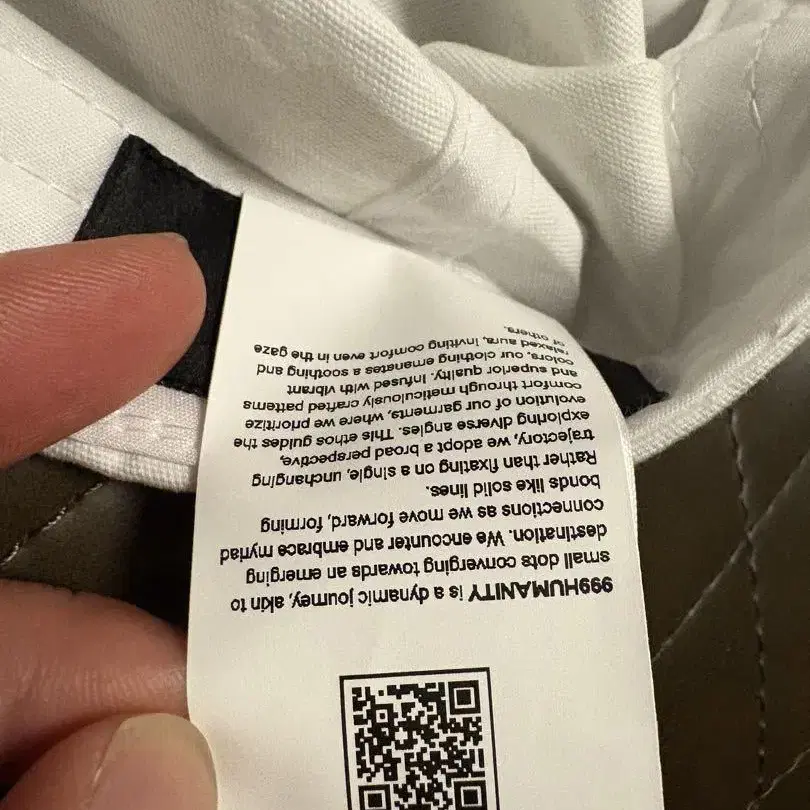 999HUMANITY is a dynamic journey, akin to
small dots converging towards an emerging
destination. We encounter and embrace myriad
connections as we move forward, forming
bonds like solid lines.
Rather than fixating on a single, unchanging
trajectory, we adopt a broad perspective,
exploring diverse angles. This ethos guides the
evolution of our garments, where we prioritize
comfort through meticulously crafted patterns
and superior quality. Infused with vibrant
colors, our clothing emanates a soothing and
relaxed aura, inviting comfort even in the gaze
of others.